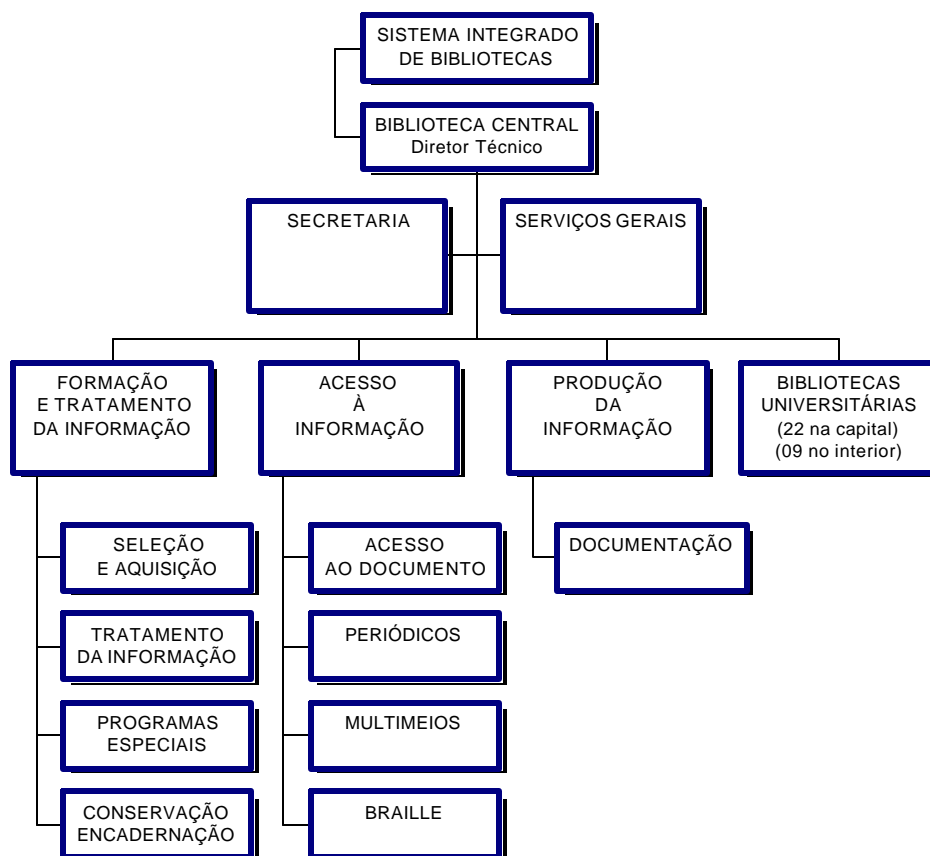 SISTEMA INTEGRADO
DE BIBLIOTECAS
BIBLIOTECA CENTRAL
Diretor Técnico
SECRETARIA
SERVIÇOS GERAIS
FORMAÇÃO
E TRATAMENTO
DA INFORMAÇÃO
ACESSO
À
INFORMAÇÃO
PRODUÇÃO
DA
INFORMAÇÃO
BIBLIOTECAS
UNIVERSITÁRIAS
(22 na capital)
(09 no interior)
SELEÇÃO
E AQUISIÇÃO
TRATAMENTO
DA INFORMAÇÃO
PROGRAMAS
ESPECIAIS
CONSERVAÇÃO
ENCADERNAÇÃO
ACESSO
AO DOCUMENTO
PERIÓDICOS
MULTIMEIOS
BRAILLE
DOCUMENTAÇÃO